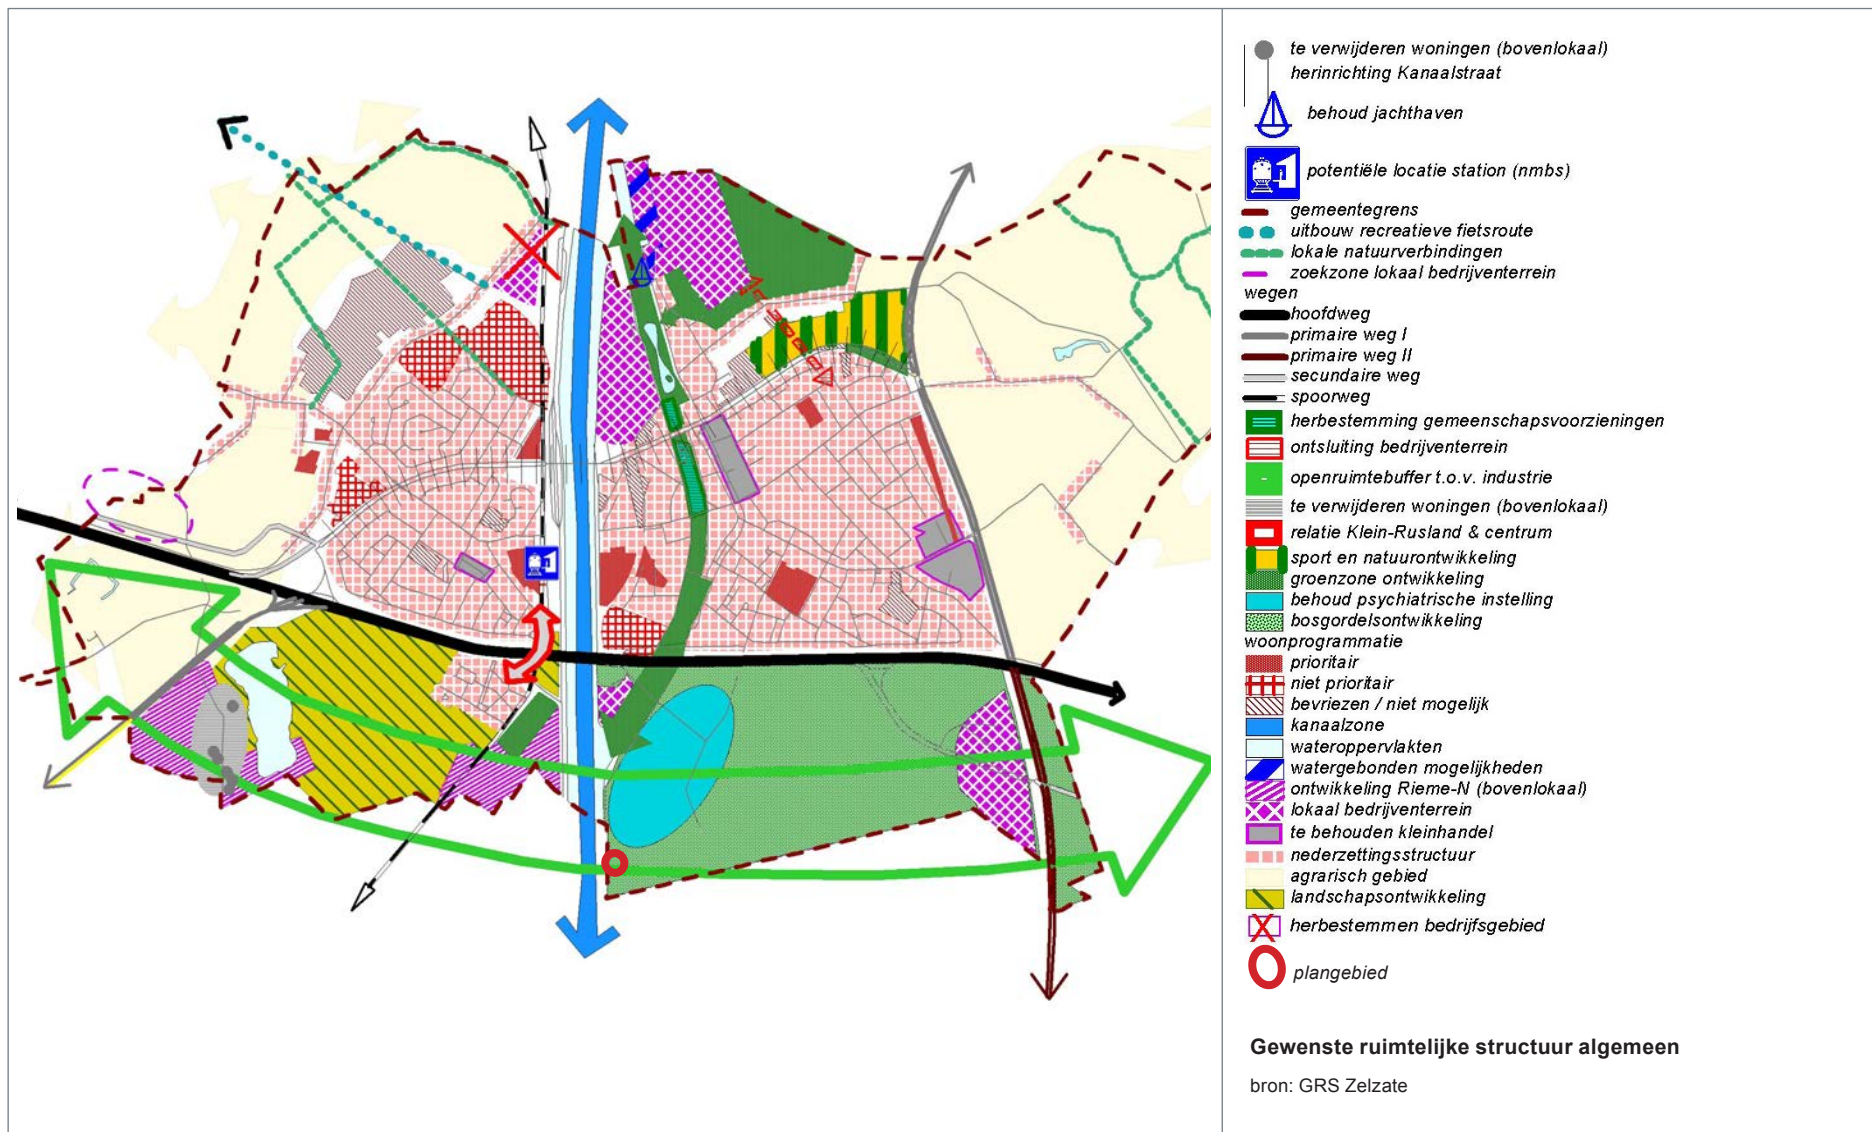 te verwijderen woningen (bovenlokaal)
herinrichting Kanaalstraat
behoud jachthaven
potentiële locatie station (nmbs)
gemeentegrens
uitbouw recreatieve fietsroute
lokale natuurverbindingen
zoekzone lokaal bedrijventerrein
wegen
hoofdweg
primaire weg I
primaire weg II
secundaire weg
spoorweg
herbestemming gemeenschapsvoorzieningen
ontsluiting bedrijventerrein
openruimtebuffer t.o.v. industrie
te verwijderen woningen (bovenlokaal)
relatie Klein-Rusland & centrum
sport en natuurontwikkeling
groenzone ontwikkeling
behoud psychiatrische instelling
bosgordelsontwikkeling
woonprogrammatie
prioritair
niet prioritair
bevriezen / niet mogelijk
kanaalzone
wateroppervlakten
watergebonden mogelijkheden
ontwikkeling Rieme-N (bovenlokaal)
lokaal bedrijventerrein
te behouden kleinhandel
nederzettingsstructuur
agrarisch gebied
landschapsontwikkeling
herbestemmen bedrijfsgebied
plangebied
Gewenste ruimtelijke structuur algemeen
bron: GRS Zelzate